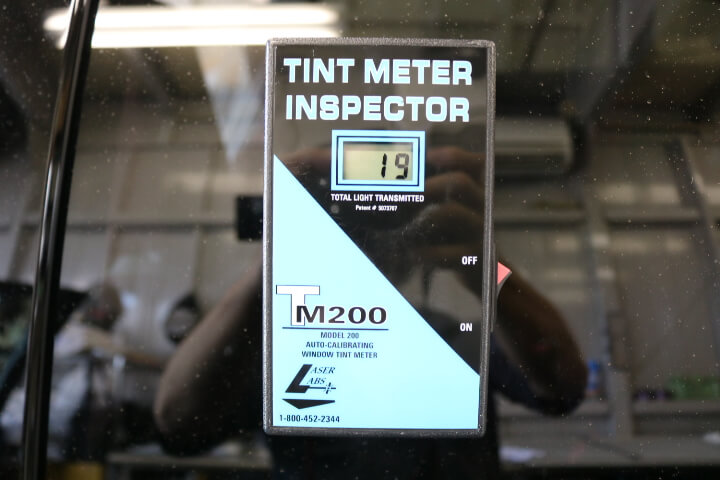 TINT METER
INSPECTOR
19
TOTAL LIGHT TRANSMITTED
Patent # 5073707
OFF
ON
TM200
MODEL 200
AUTO-CALIBRATING
WINDOW TINT METER
LASER
LABS
1-800-452-2344